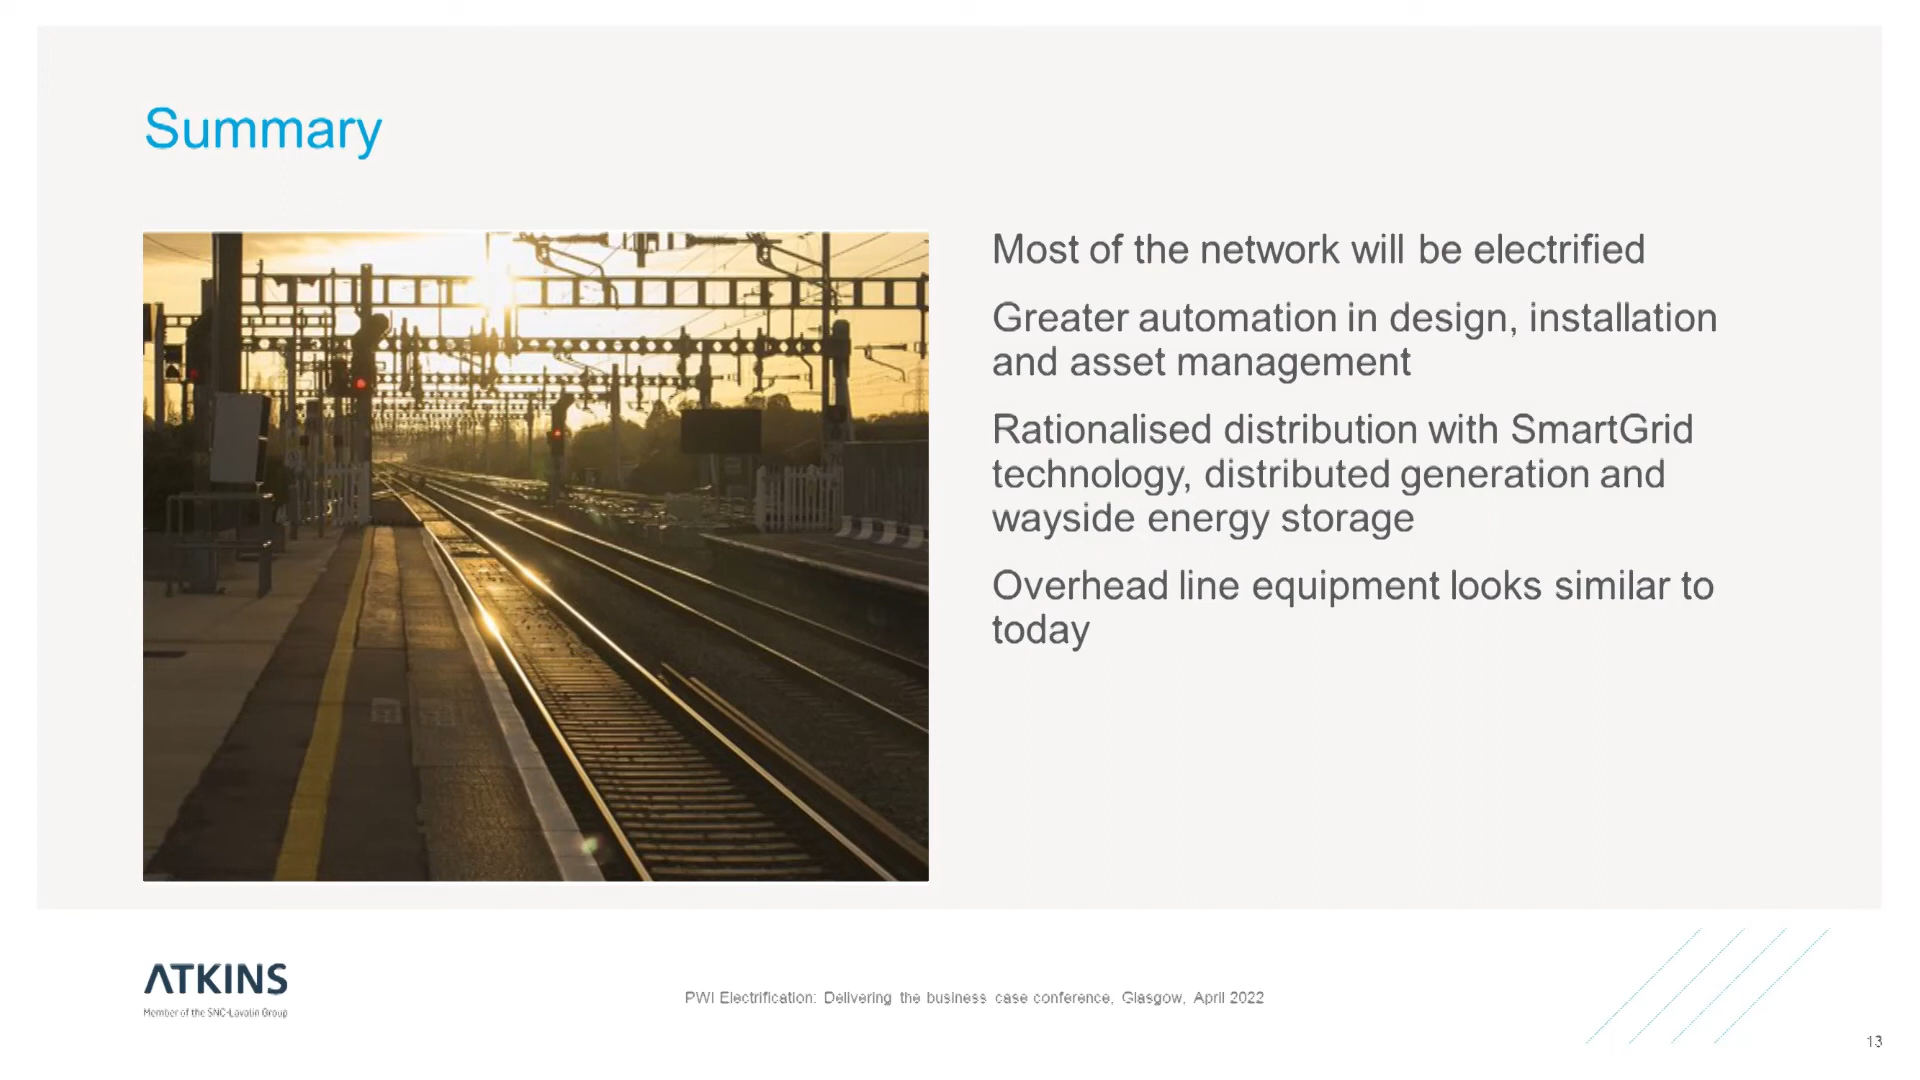 Summary
Most of the network will be electrified
Greater automation in design, installation
and asset management
Rationalised distribution with SmartGrid
technology, distributed generation and
wayside energy storage
Overhead line equipment looks similar to
today
ATKINS
Member of the SNC-Lavalin Group
PWI Electrification: Delivering the business case conference, Glasgow, April 2022
13